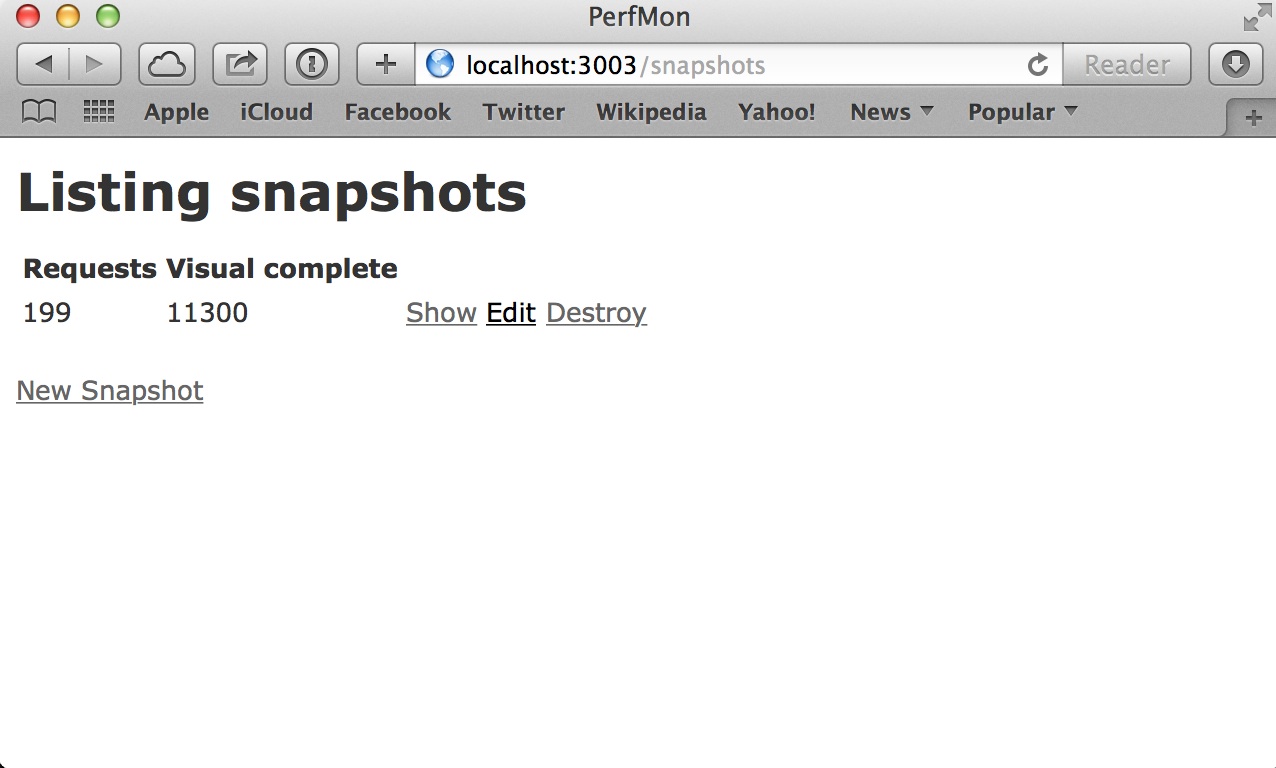 PerfMon
localhost:3003/snapshots
Reader
Apple iCloud Facebook Twitter Wikipedia Yahoo! News Popular
Listing snapshots
Requests Visual complete
199 11300 Show Edit Destroy
New Snapshot